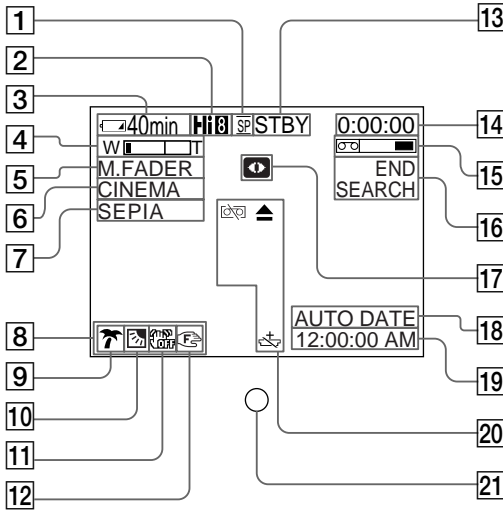 1
2
3
4
5
6
7
8
9
10
11
12
13
14
15
16
17
18
19
20
21
40min Hi8 SP STBY 0:00:00
W T
M.FADER
CINEMA
SEPIA
END
SEARCH
OFF
F
AUTO DATE
12:00:00 AM